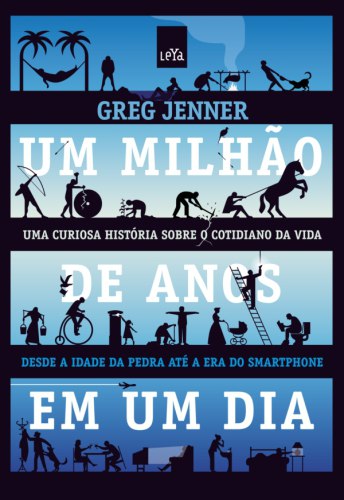 LeYa
GREG JENNER
UM MILHÃO
UMA CURIOSA HISTÓRIA SOBRE O COTIDIANO DA VIDA
DE ANOS
DESDE A IDADE DA PEDRA ATÉ A ERA DO SMARTPHONE
EM UM DIA